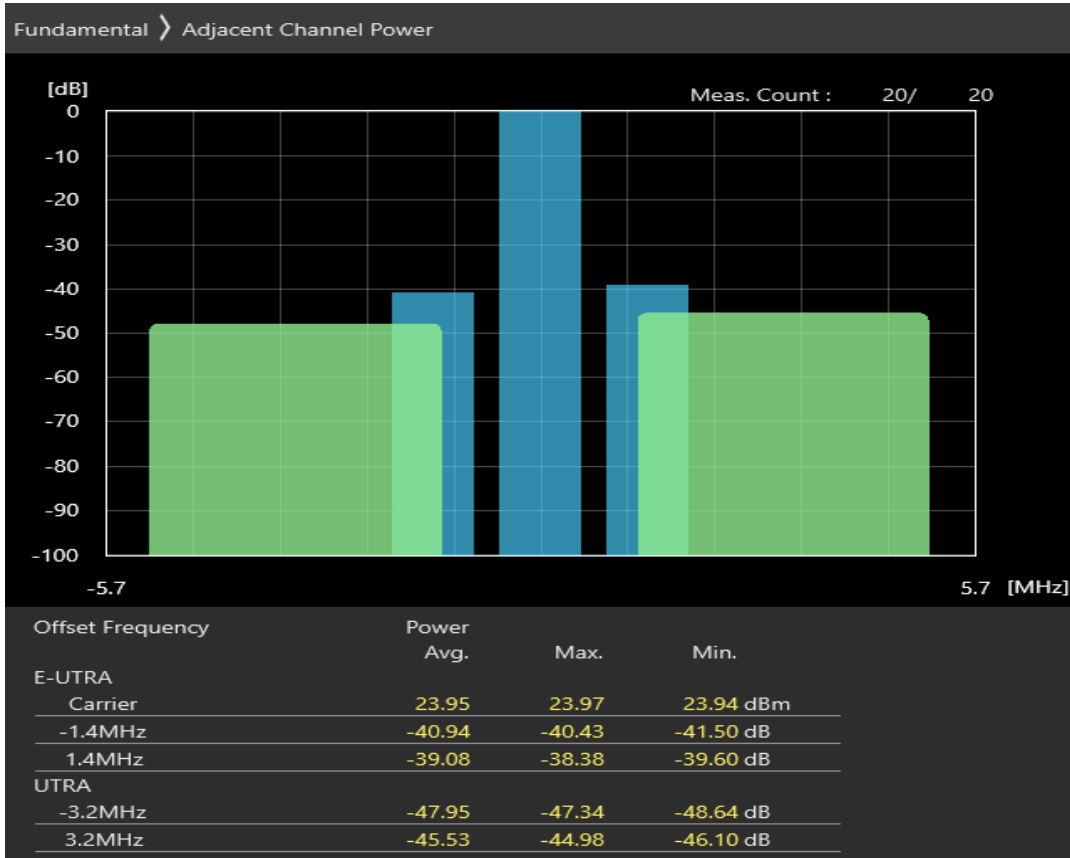 Fundamental 〉 Adjacent Channel Power
[dB]
Meas. Count : 20/ 20
0
-10
-20
-30
-40
-50
-60
-70
-80
-90
-100
-5.7 5.7 [MHz]
Offset Frequency Power
Avg. Max. Min.
E-UTRA
Carrier 23.95 23.97 23.94 dBm
-1.4MHz -40.94 -40.43 -41.50 dB
1.4MHz -39.08 -38.38 -39.60 dB
UTRA
-3.2MHz -47.95 -47.34 -48.64 dB
3.2MHz -45.53 -44.98 -46.10 dB